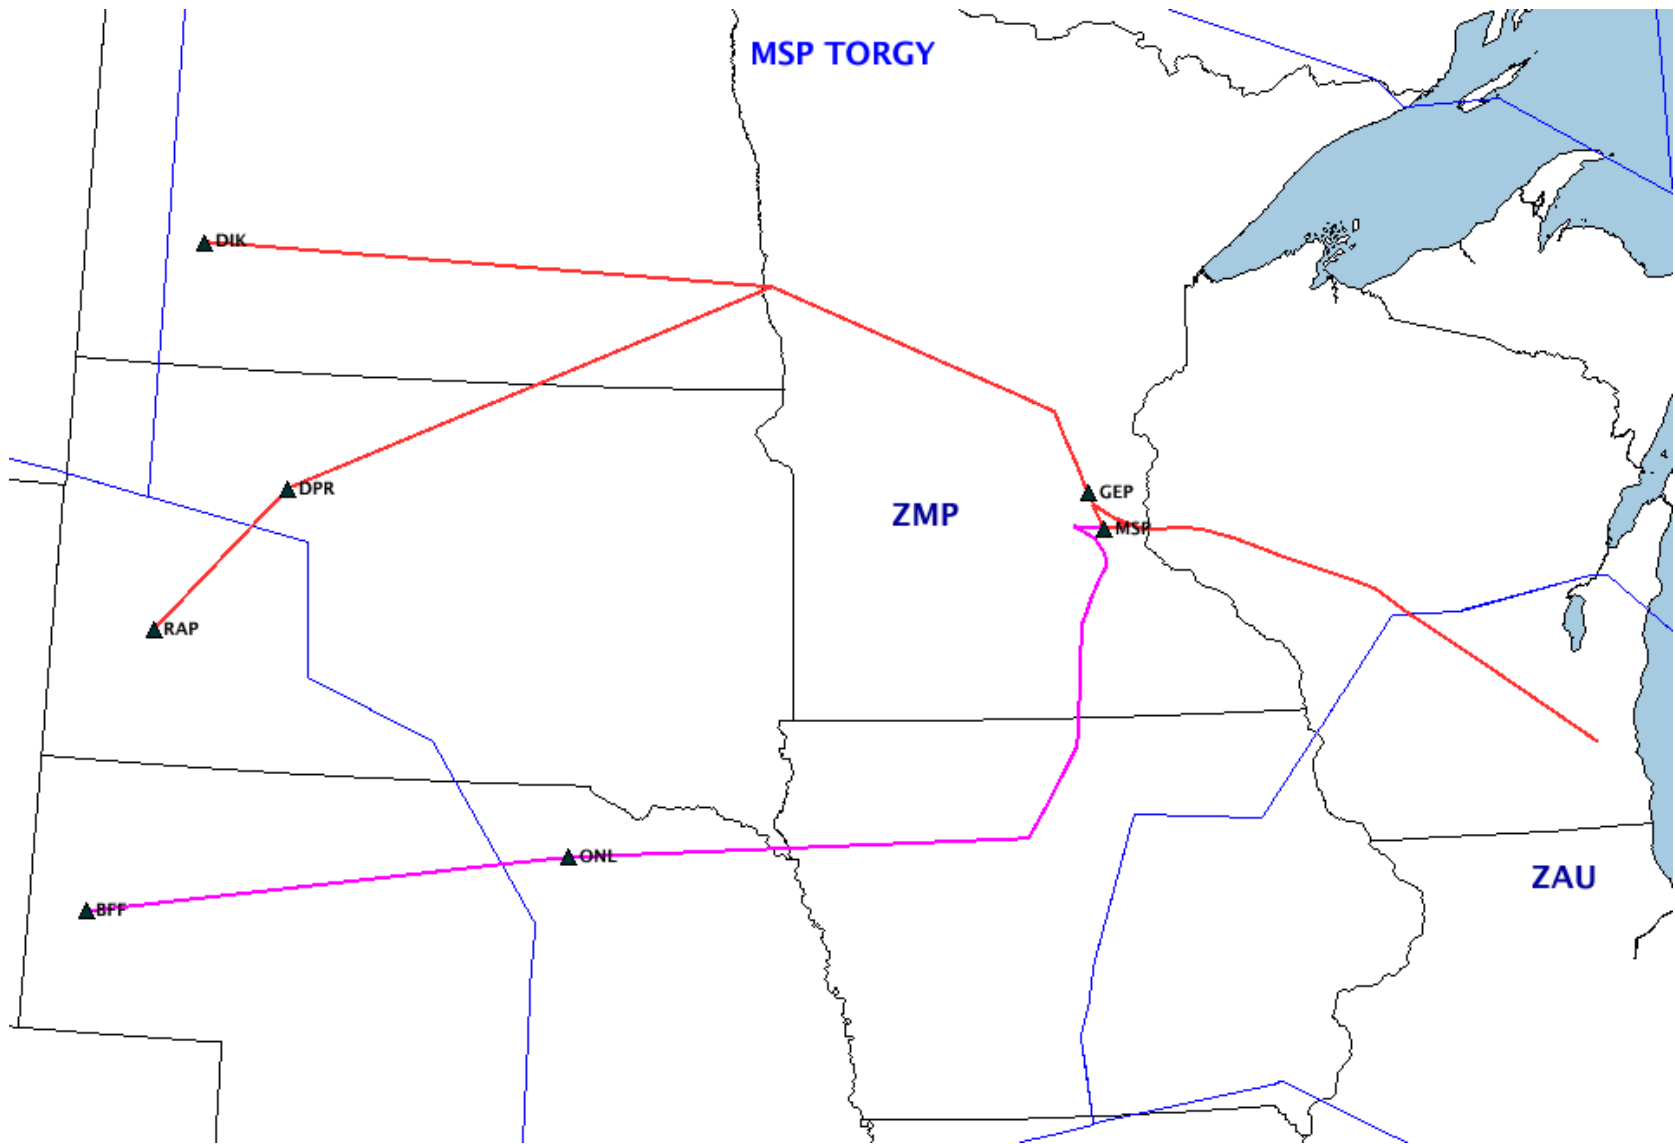 MSP TORGY
DIK
DPR
GEP
ZMP
MSP
RAP
ONL
ZAU
BFF